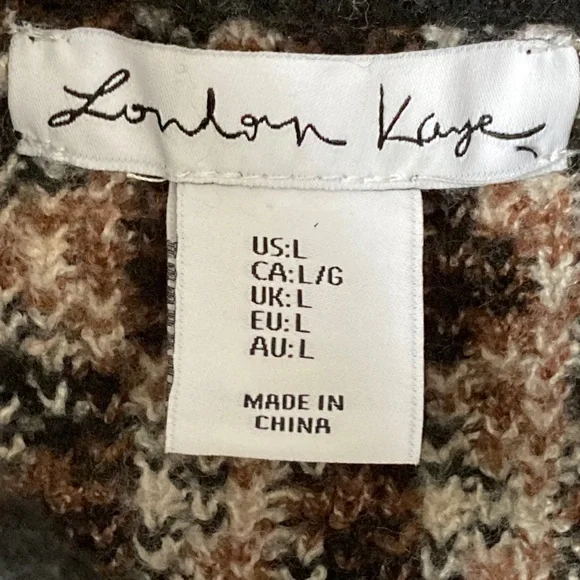 London Kaye
US:L
CA:L/G
UK:L
EU:L
AU:L
MADE IN
CHINA